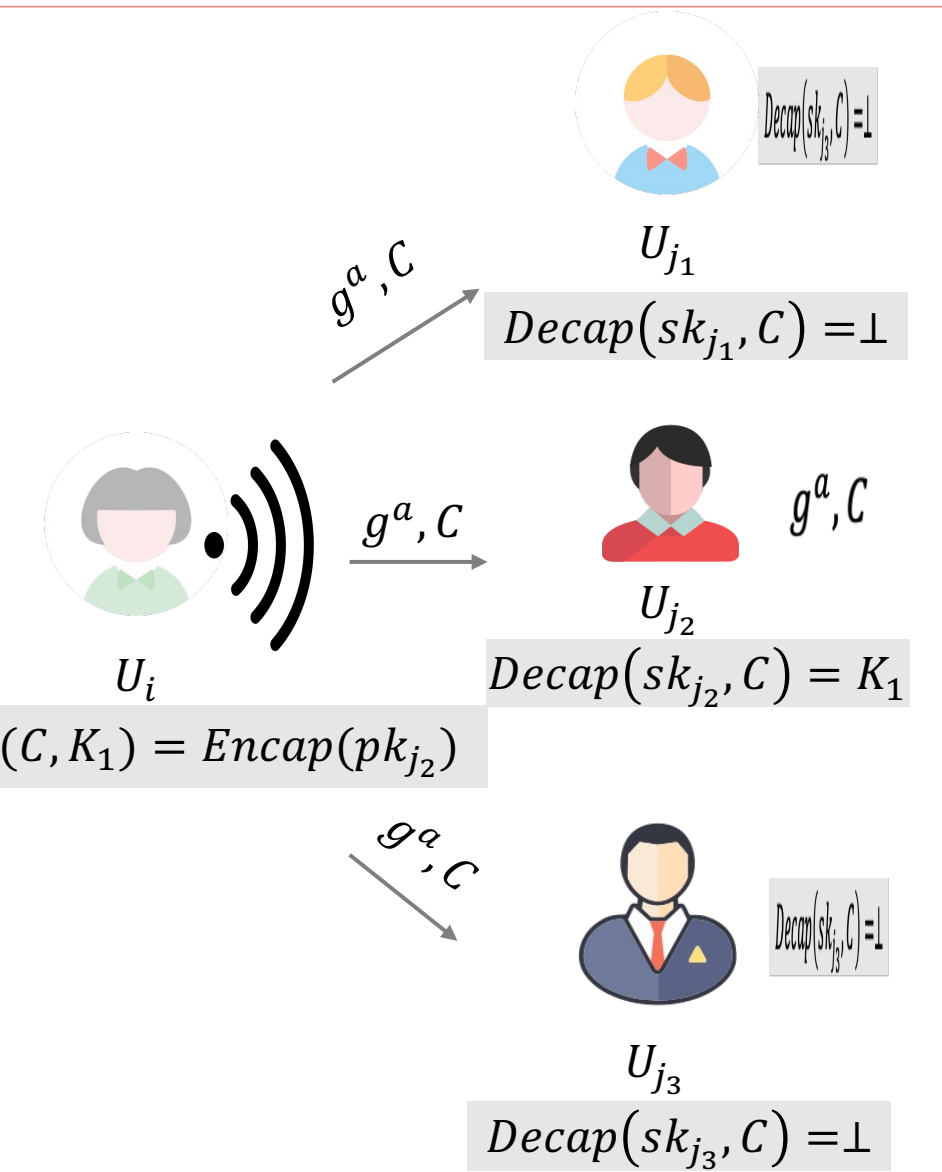 Decap(sk_{j_3}, C) =⊥
U_{j_1}
g^a, C
Decap(sk_{j_1}, C) =⊥
g^a, C
g^a, C
U_{j_2}
U_i
Decap(sk_{j_2}, C) = K_1
(C, K_1) = Encap(pk_{j_2})
g^a, C
Decap(sk_{j_3}, C) =⊥
U_{j_3}
Decap(sk_{j_3}, C) =⊥